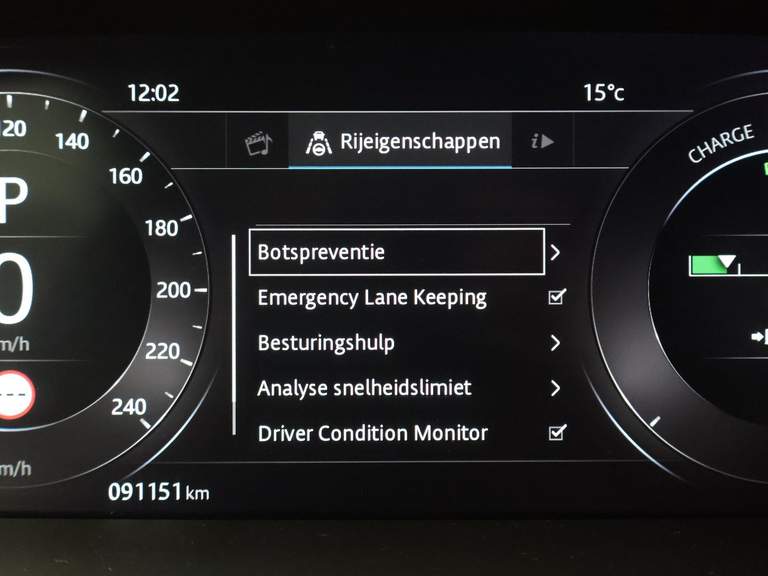 12:02
15°c
Rijeigenschappen
i
CHARGE
120
140
160
180
200
220
240
P
0
m/h
---
m/h
Botspreventie
Emergency Lane Keeping
Besturingshulp
Analyse snelheidslimiet
Driver Condition Monitor
091151 km